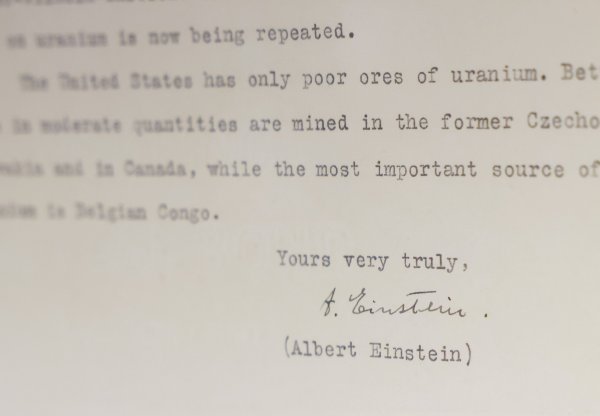 uranium is now being repeated.
The United States has only poor ores of uranium. Bet
in moderate quantities are mined in the former Czecho
and in Canada, while the most important source of
is Belgian Congo.
Yours very truly,
A. Einstein.
(Albert Einstein)